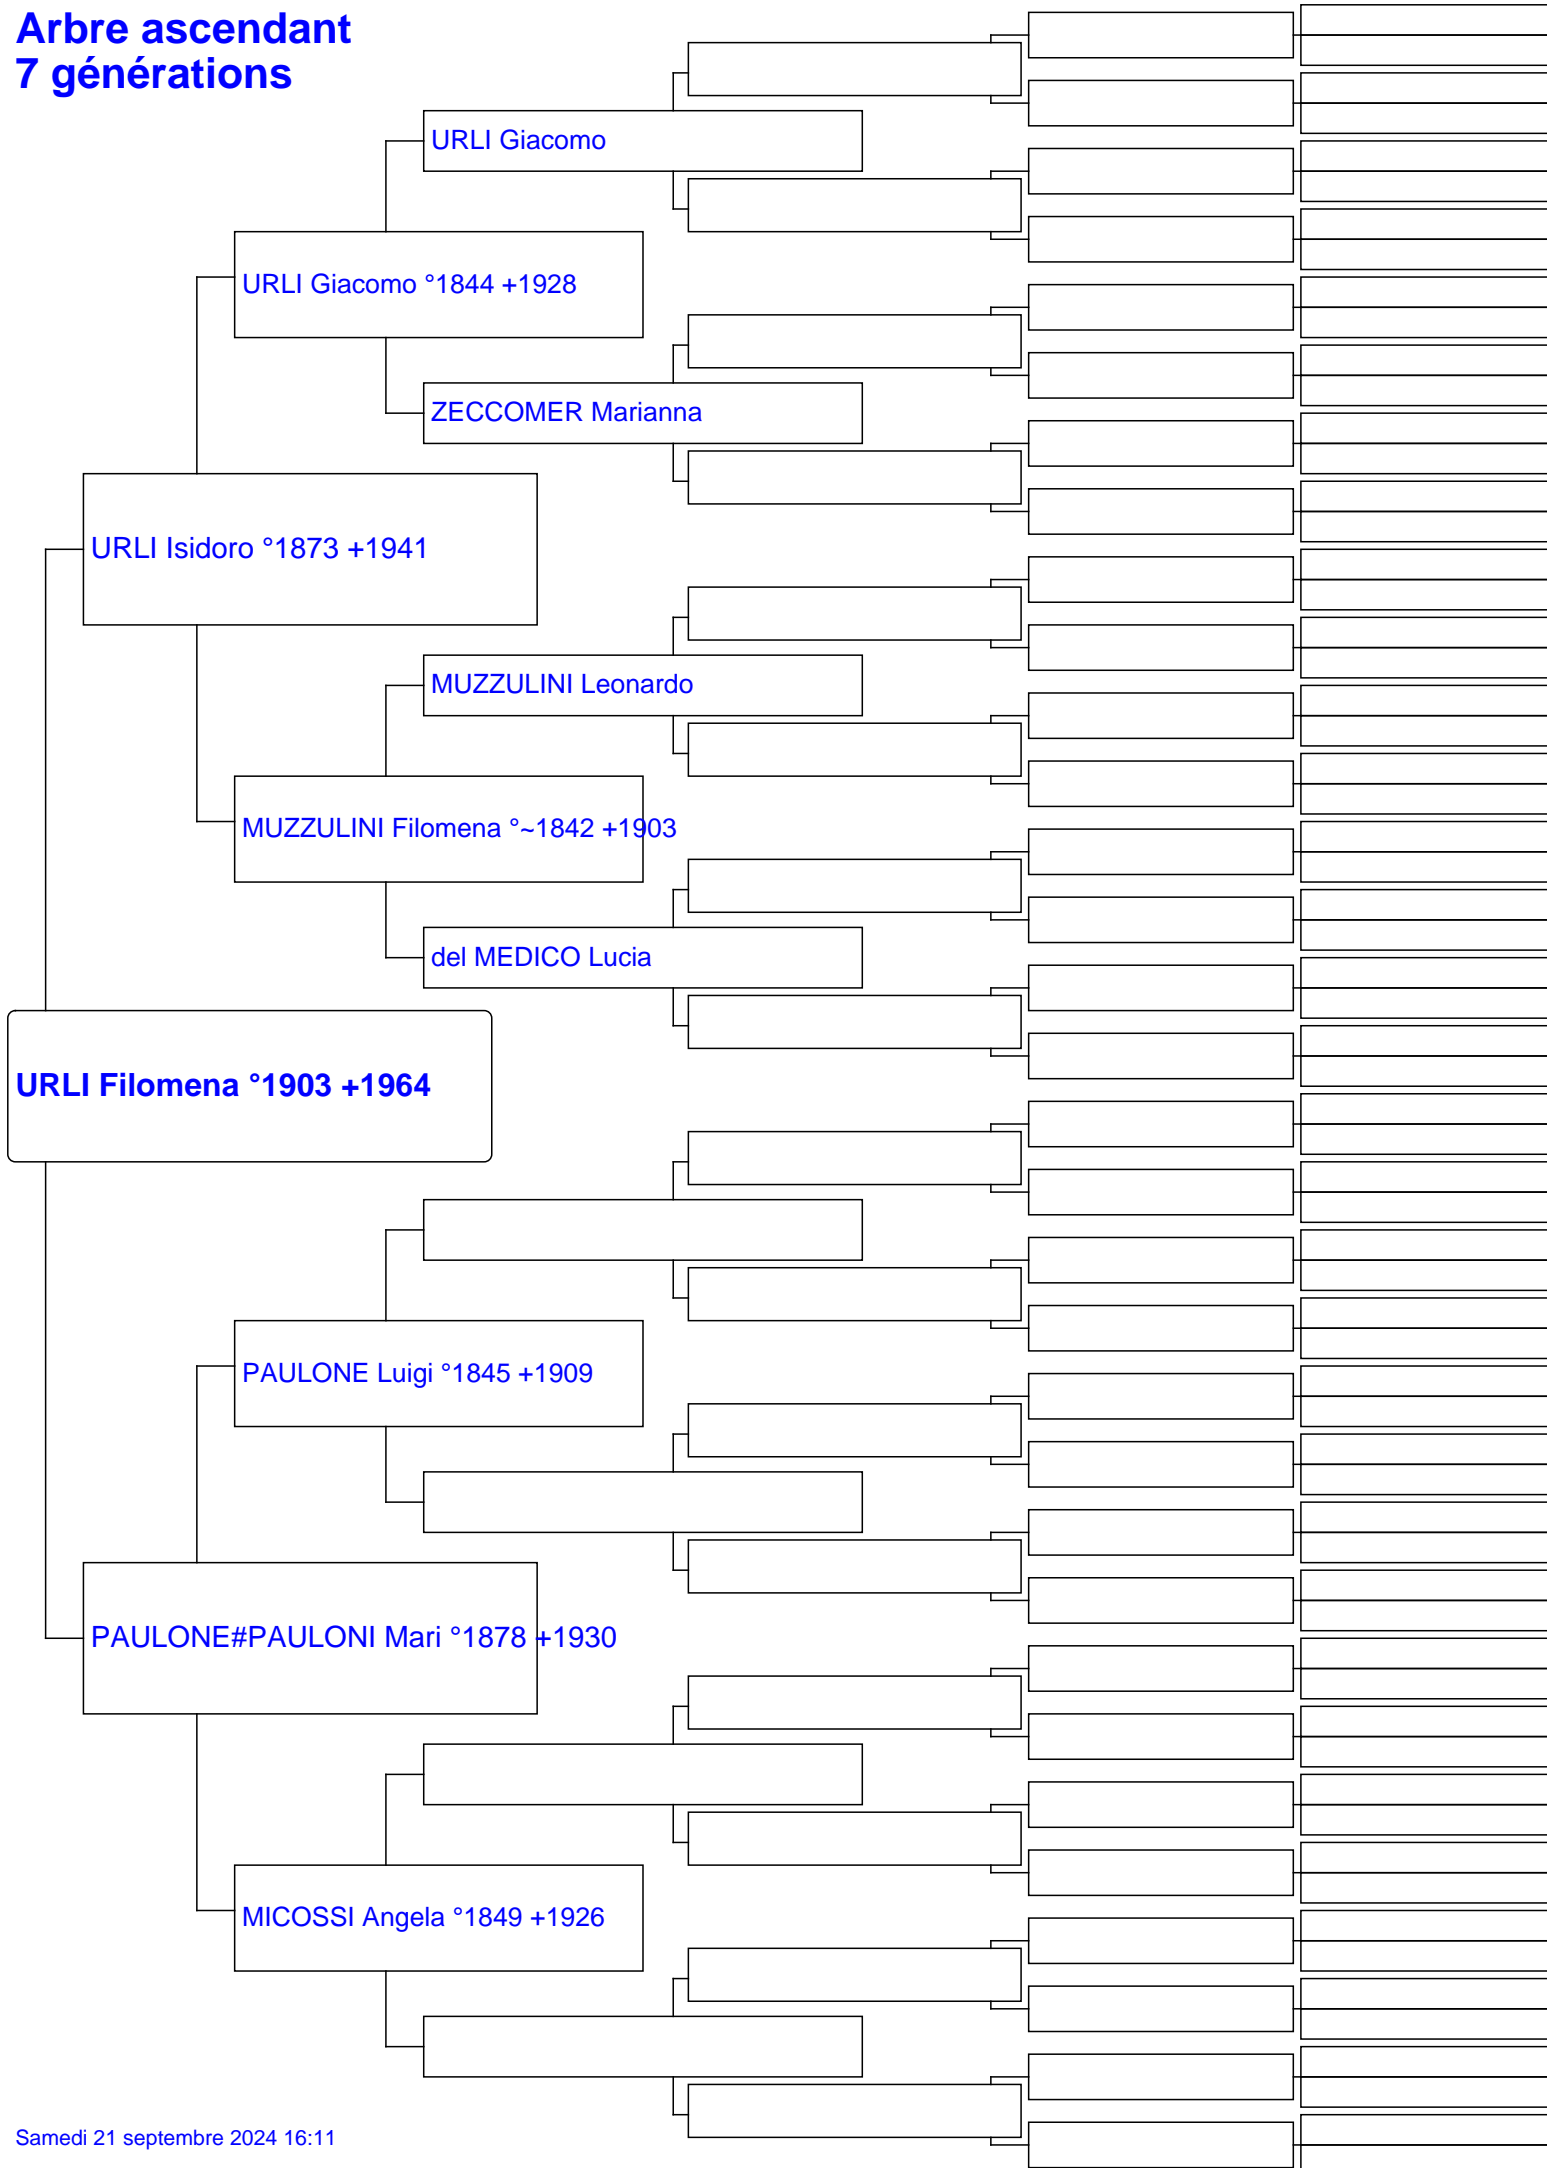 Arbre ascendant
7 générations
URLI Giacomo
URLI Giacomo °1844 +1928
ZECCOMER Marianna
URLI Isidoro °1873 +1941
MUZZULINI Leonardo
MUZZULINI Filomena °~1842 +1903
del MEDICO Lucia
URLI Filomena °1903 +1964
PAULONE Luigi °1845 +1909
PAULONE#PAULONI Mari °1878 +1930
MICOSSI Angela °1849 +1926
Samedi 21 septembre 2024 16:11